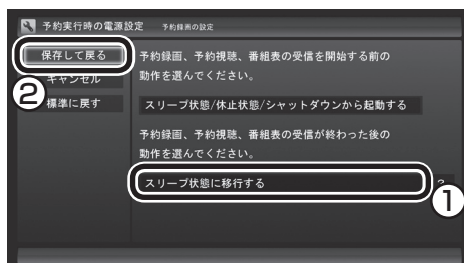 予約実行時の電源設定 予約録画の設定
保存して戻る
キャンセル
標準に戻す
予約録画、予約視聴、番組表の受信を開始する前の
動作を選んでください。
スリープ状態/休止状態/シャットダウンから起動する
予約録画、予約視聴、番組表の受信が終わった後の
動作を選んでください。
スリープ状態に移行する
①
②